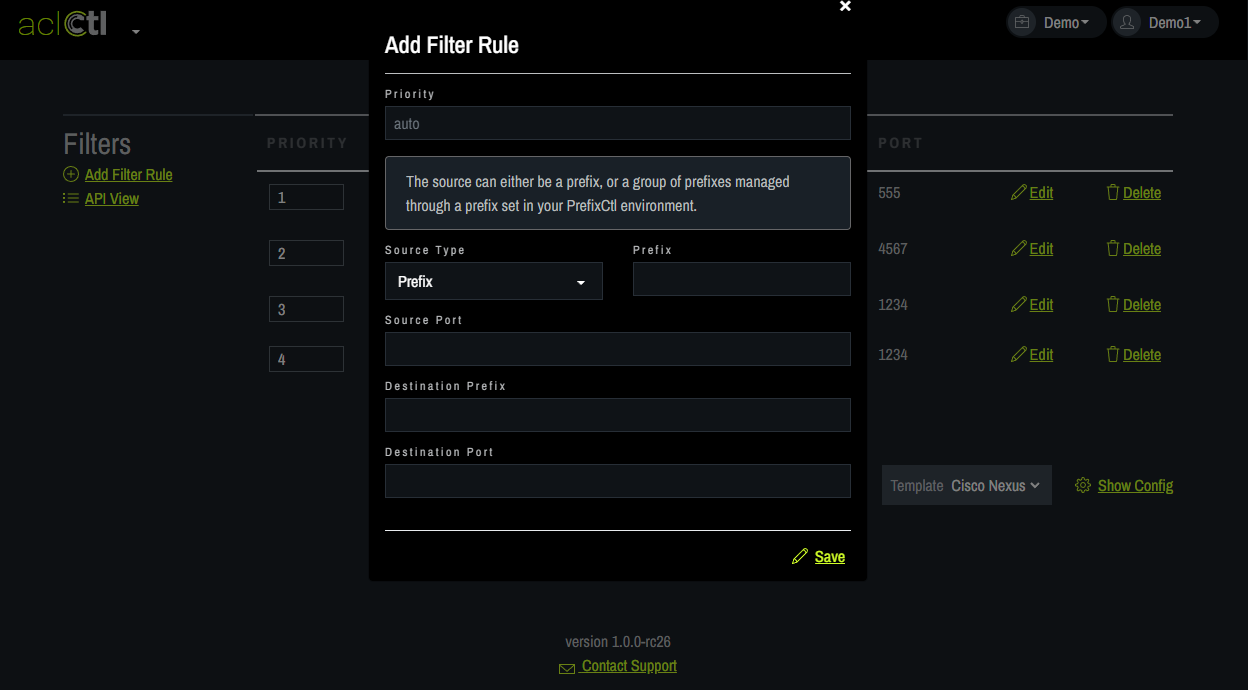 aclCtl
Demo
Demo1
Add Filter Rule
Priority
auto
The source can either be a prefix, or a group of prefixes managed
through a prefix set in your PrefixCtl environment.
Source Type
Prefix
Prefix
Source Port
Destination Prefix
Destination Port
Save
Filters
Add Filter Rule
API View
PRIORITY
PORT
1
555
Edit
Delete
2
4567
Edit
Delete
3
1234
Edit
Delete
4
1234
Edit
Delete
Template Cisco Nexus
Show Config
version 1.0.0-rc26
Contact Support